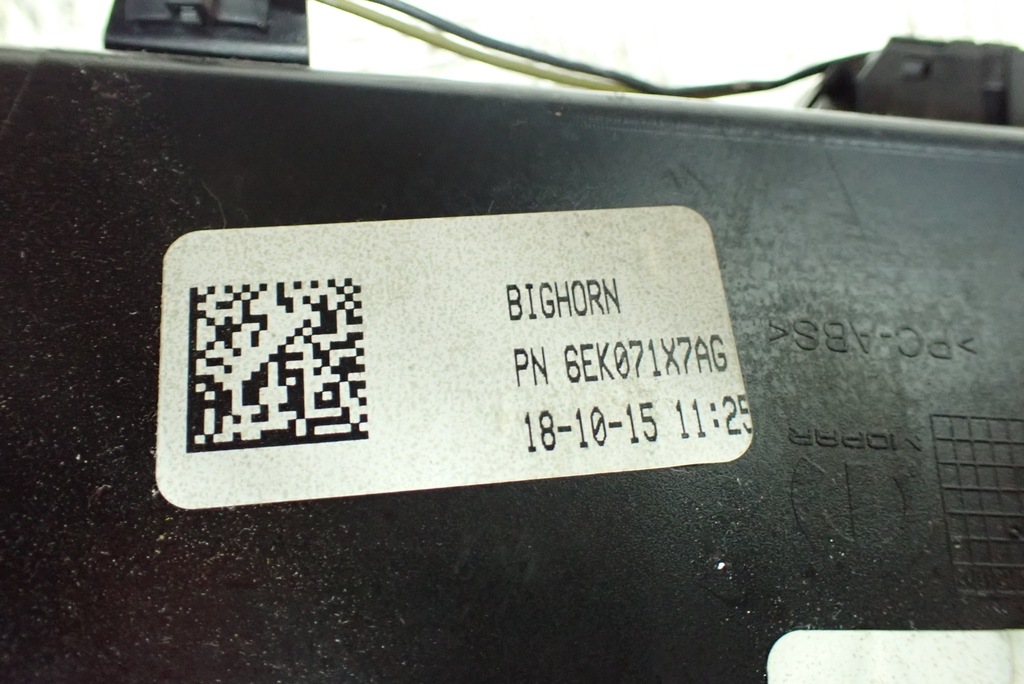 BIGHORN
PN 6EK071X7AG
18-10-15 11:25
>PC-ABS<
MOPAR